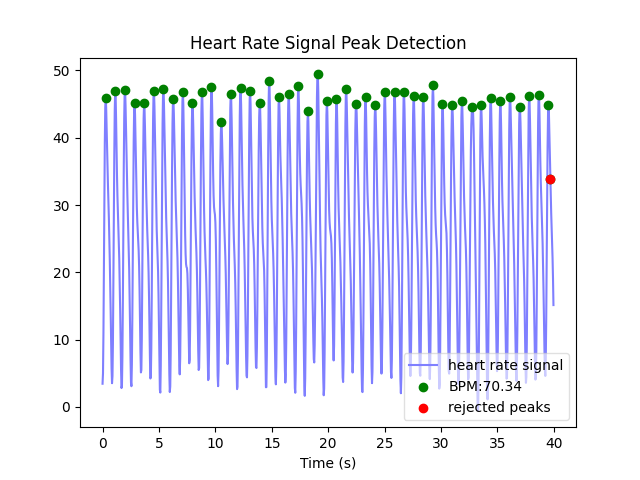 Heart Rate Signal Peak Detection
50
40
30
20
10
0
heart rate signal
BPM:70.34
rejected peaks
0 5 10 15 20 25 30 35 40
Time (s)